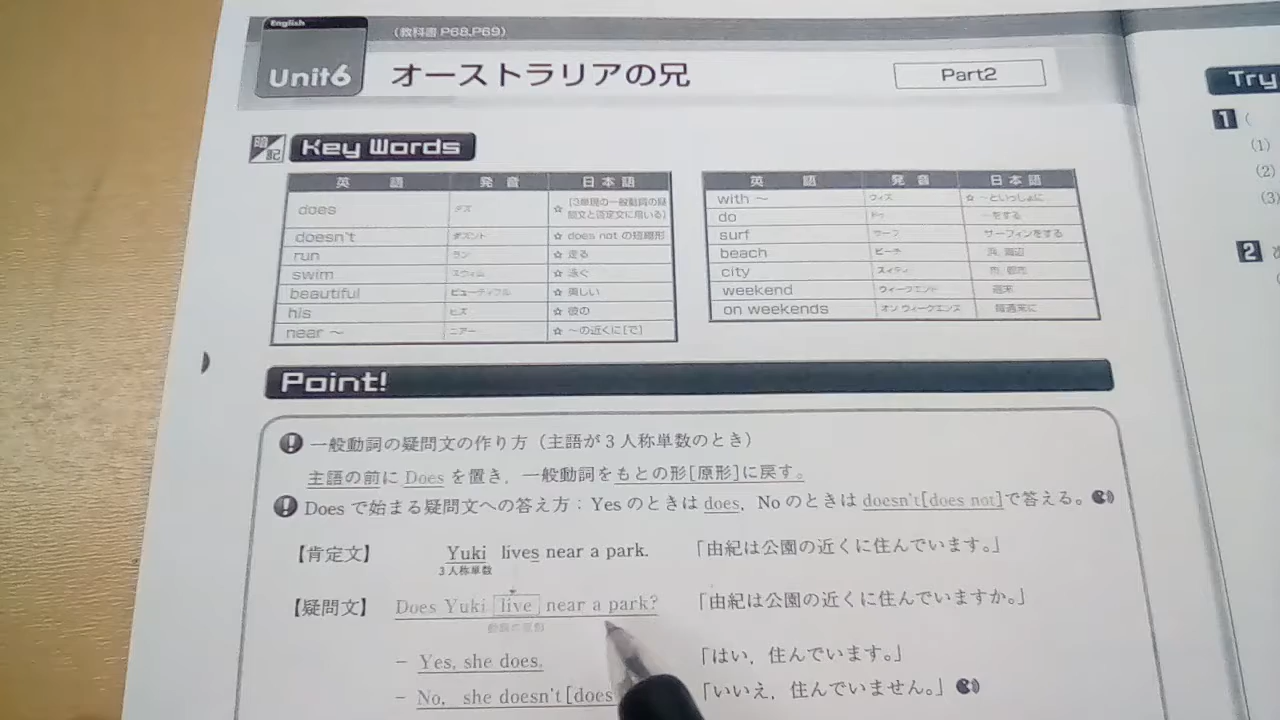 English
(教科書 P68,P69)
Unit6 オーストラリアの兄 Part2
暗記 Key Words
英語 発音 日本語
does ダズ ☆ [3単現の一般動詞の疑問文と否定文に用いる]
doesn't ダズント ☆ does not の短縮形
run ラン ☆ 走る
swim スウィム ☆ 泳ぐ
beautiful ビューティフル ☆ 美しい
his ヒズ ☆ 彼の
near ～ ニアー ☆ ～の近くに[で]
英語 発音 日本語
with ～ ウィズ ☆ ～といっしょに
do ドゥ ～をする
surf サーフ サーフィンをする
beach ビーチ 浜,
city スィティ 市, 都市
weekend ウィークエンド 週末
on weekends オン ウィークエンズ 毎週末に
Point!
一般動詞の疑問文の作り方（主語が3人称単数のとき）
主語の前に Does を置き，一般動詞をもとの形[原形]に戻す。
Does で始まる疑問文への答え方：Yes のときは does，No のときは doesn't[does not]で答える。
【肯定文】 Yuki lives near a park. 「由紀は公園の近くに住んでいます。」
3人称単数
【疑問文】 Does Yuki live near a park? 「由紀は公園の近くに住んでいますか。」
動詞の原形
－ Yes, she does. 「はい，住んでいます。」
－ No, she doesn't[does 「いいえ，住んでいません。」
Try
1 (
(1)
(2)
(3)
2